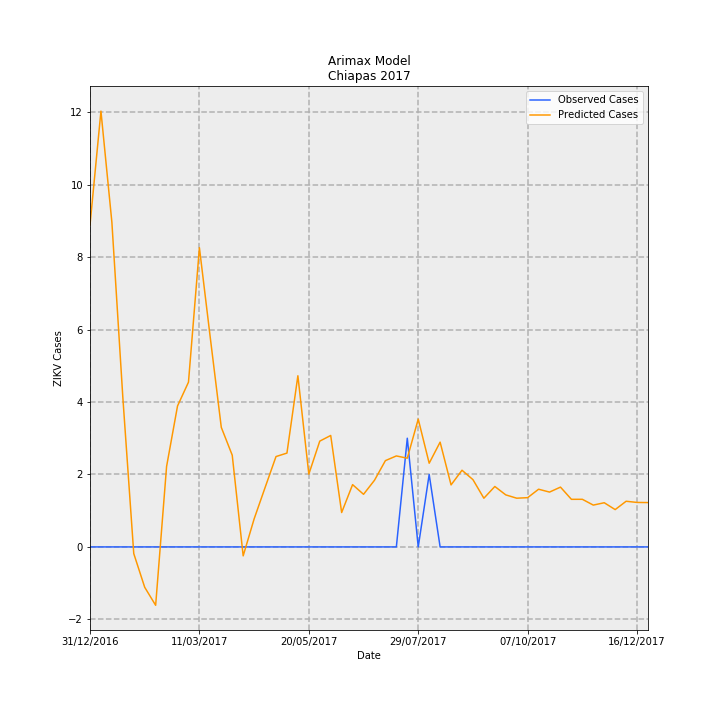 Arimax Model
Chiapas 2017
Observed Cases
Predicted Cases
12
10
8
6
4
2
0
−2
ZIKV Cases
31/12/2016
11/03/2017
20/05/2017
29/07/2017
07/10/2017
16/12/2017
Date